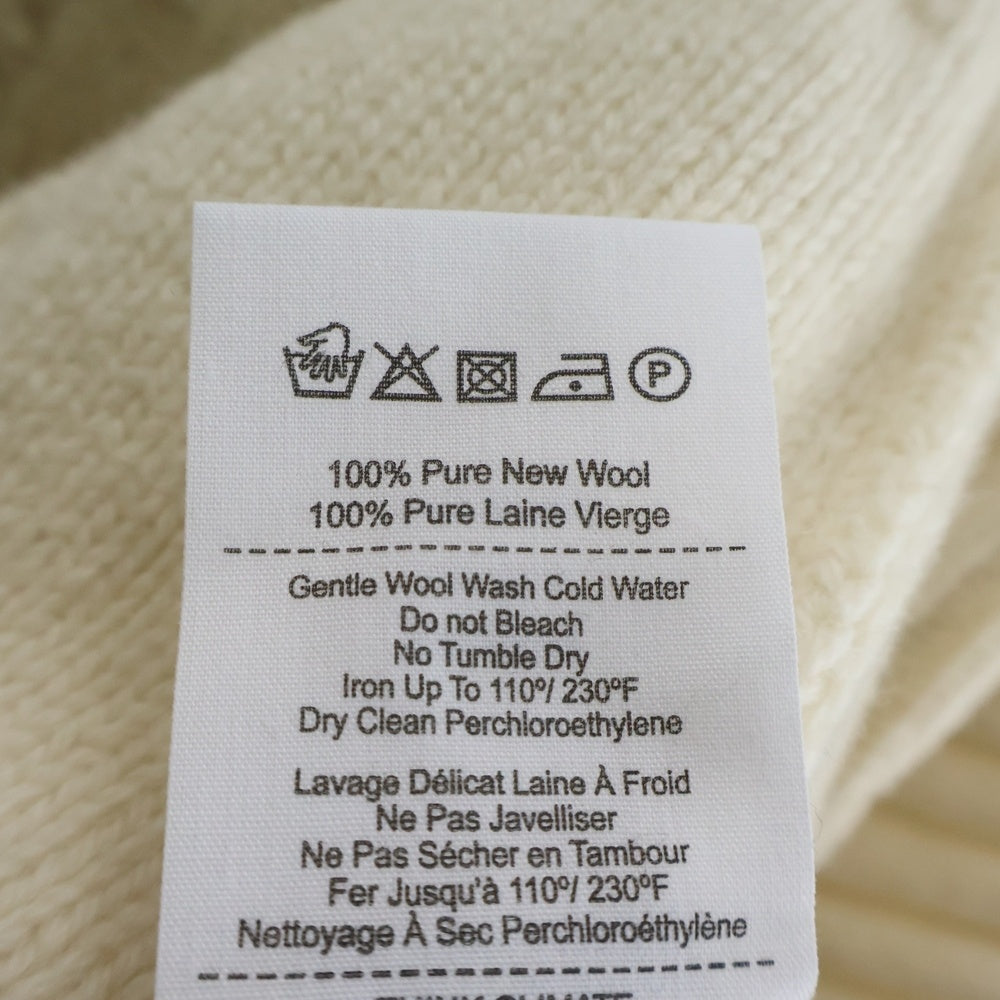 P
100% Pure New Wool
100% Pure Laine Vierge
Gentle Wool Wash Cold Water
Do not Bleach
No Tumble Dry
Iron Up To 110º/ 230ºF
Dry Clean Perchloroethylene
Lavage Délicat Laine À Froid
Ne Pas Javelliser
Ne Pas Sécher en Tambour
Fer Jusqu'à 110º/ 230ºF
Nettoyage À Sec Perchloroéthylène
THINK CLIMATE